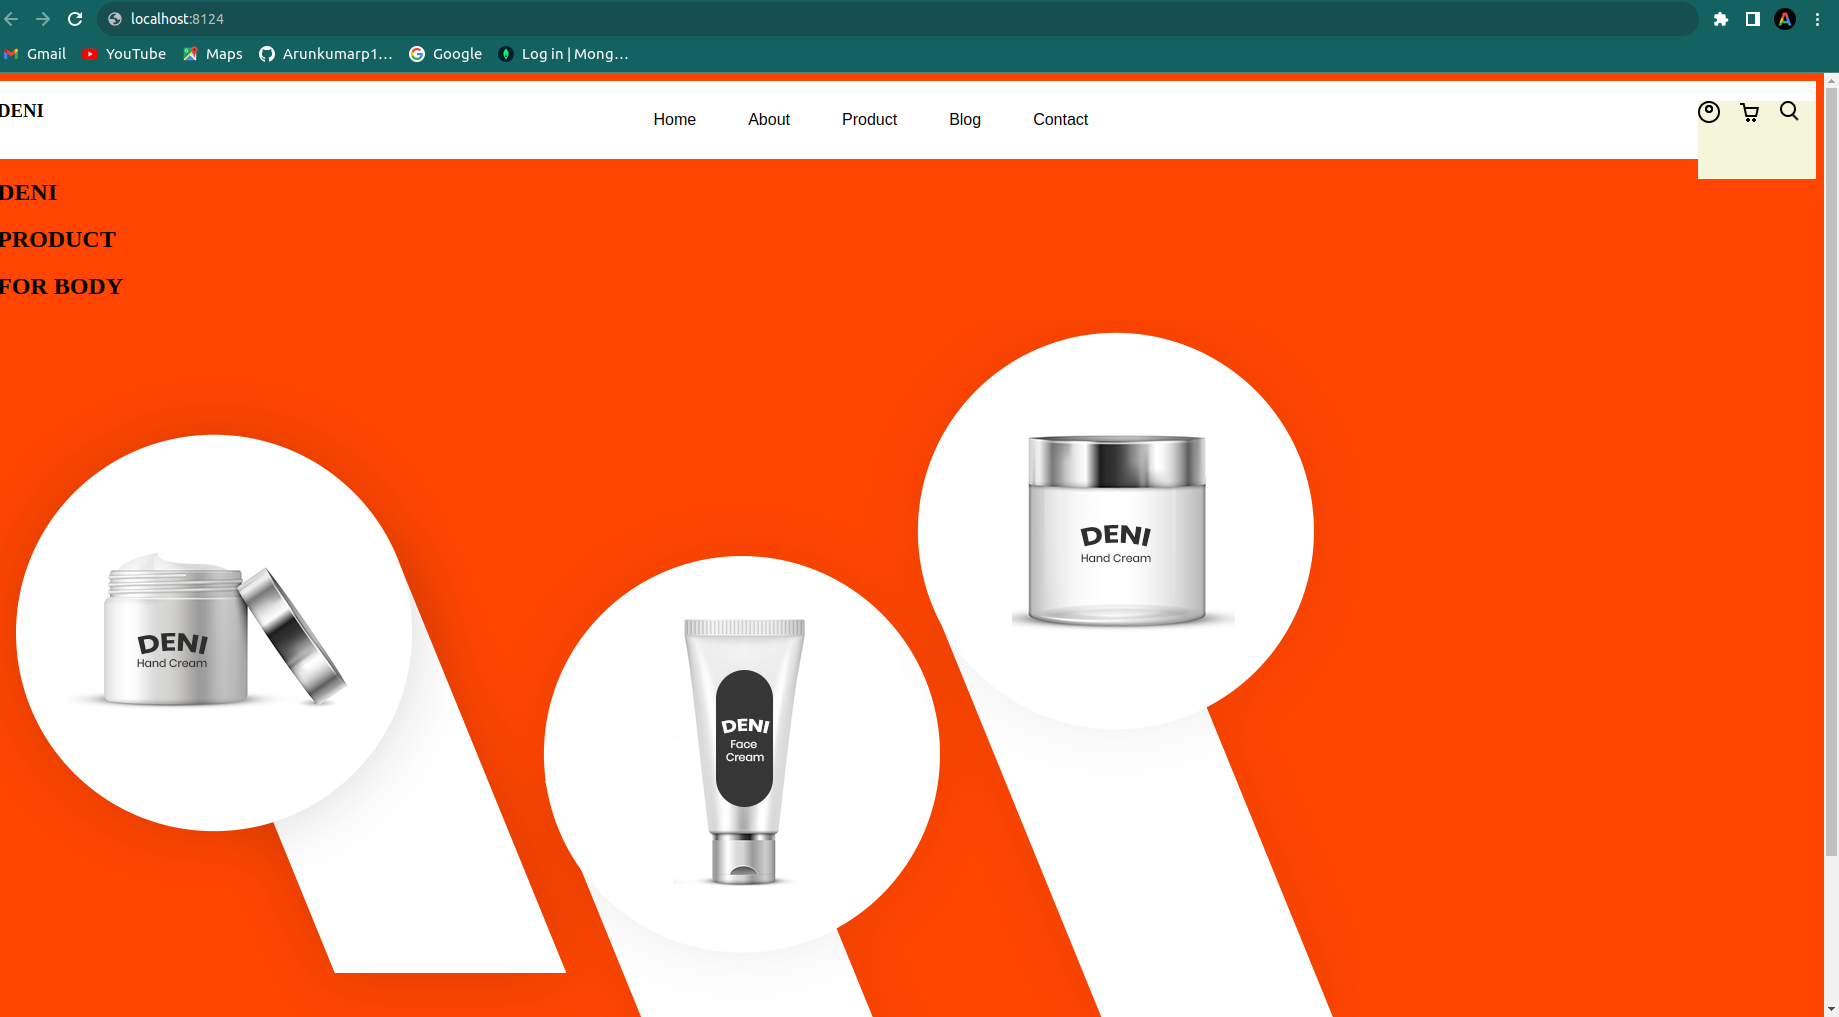 localhost:8124
Gmail YouTube Maps Arunkumarp1... Google Log in | Mong...
DENI Home About Product Blog Contact
DENI
PRODUCT
FOR BODY
DENI
Hand Cream
DENI
Hand Cream
DENI
Face
Cream